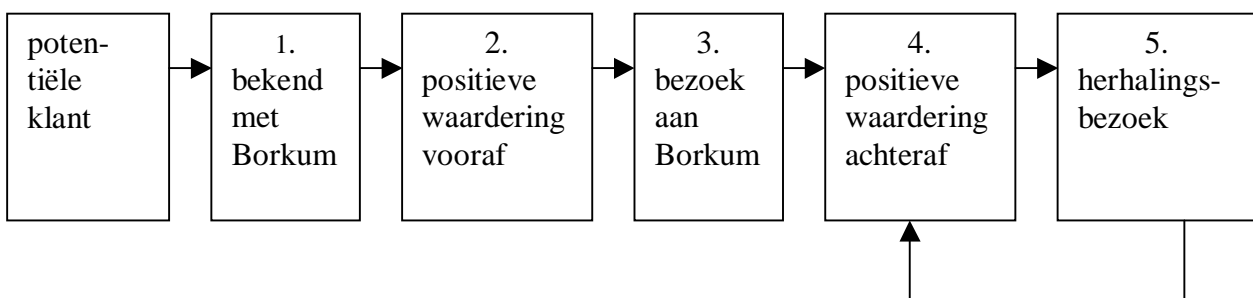 poten-
tiële
klant
1.
bekend
met
Borkum
2.
positieve
waardering
vooraf
3.
bezoek
aan
Borkum
4.
positieve
waardering
achteraf
5.
herhalings-
bezoek